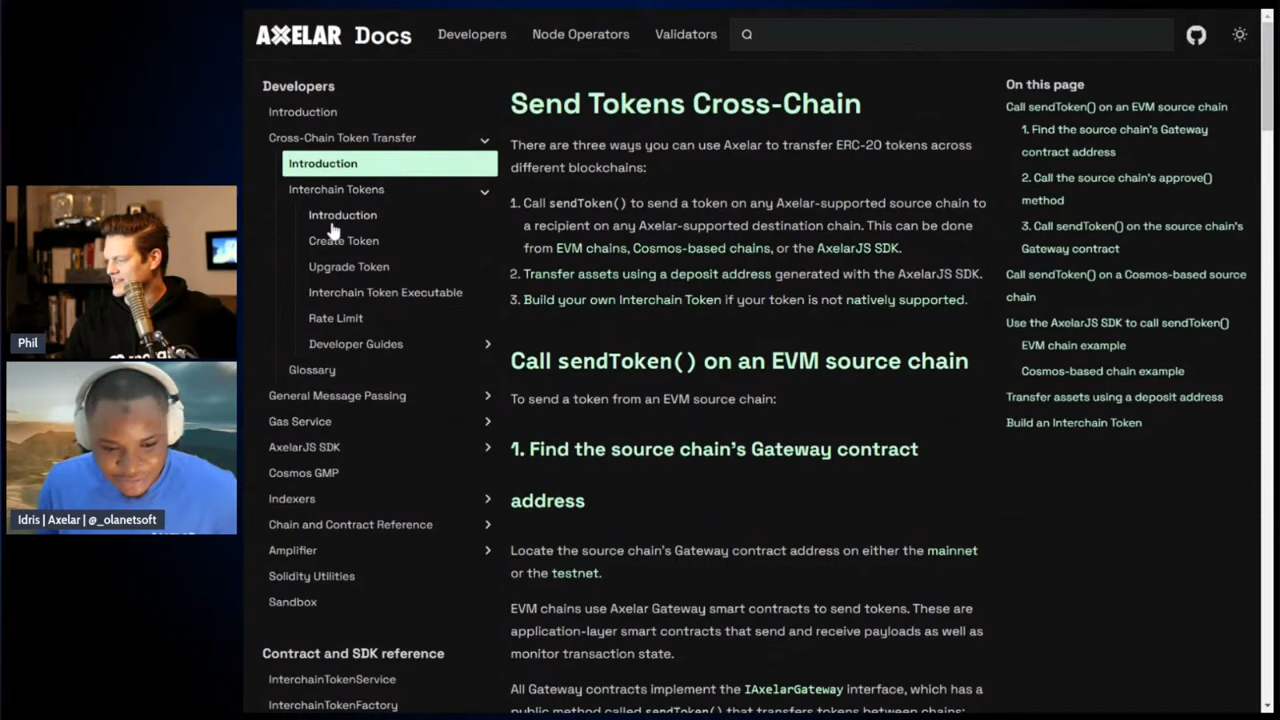 AXELAR Docs
Developers
Node Operators
Validators
Developers
Introduction
Cross-Chain Token Transfer
Introduction
Interchain Tokens
Introduction
Create Token
Upgrade Token
Interchain Token Executable
Rate Limit
Developer Guides
Glossary
General Message Passing
Gas Service
AxelarJS SDK
Cosmos GMP
Indexers
Chain and Contract Reference
Amplifier
Solidity Utilities
Sandbox
Contract and SDK reference
InterchainTokenService
InterchainTokenFactory
Send Tokens Cross-Chain
There are three ways you can use Axelar to transfer ERC-20 tokens across
different blockchains:
1. Call sendToken() to send a token on any Axelar-supported source chain to
a recipient on any Axelar-supported destination chain. This can be done
from EVM chains, Cosmos-based chains, or the AxelarJS SDK.
2. Transfer assets using a deposit address generated with the AxelarJS SDK.
3. Build your own Interchain Token if your token is not natively supported.
Call sendToken() on an EVM source chain
To send a token from an EVM source chain:
1. Find the source chain's Gateway contract
address
Locate the source chain's Gateway contract address on either the mainnet
or the testnet.
EVM chains use Axelar Gateway smart contracts to send tokens. These are
application-layer smart contracts that send and receive payloads as well as
monitor transaction state.
All Gateway contracts implement the IAxelarGateway interface, which has a
public method called sendToken() that transfers tokens between chains:
On this page
Call sendToken() on an EVM source chain
1. Find the source chain's Gateway
contract address
2. Call the source chain's approve()
method
3. Call sendToken() on the source chain's
Gateway contract
Call sendToken() on a Cosmos-based source
chain
Use the AxelarJS SDK to call sendToken()
EVM chain example
Cosmos-based chain example
Transfer assets using a deposit address
Build an Interchain Token
Phil
Idris | Axelar | @_olanetsoft